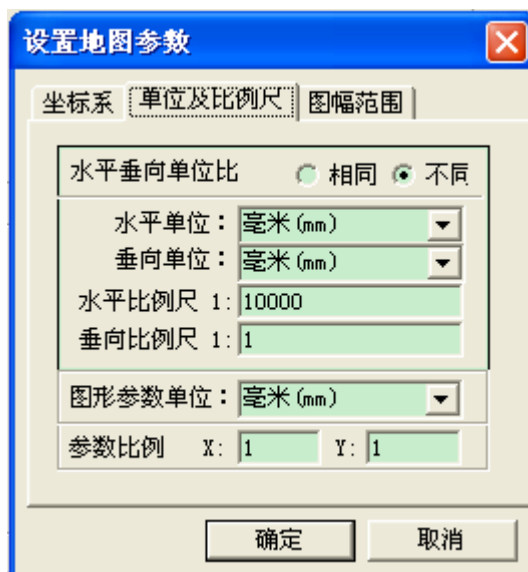 设置地图参数
坐标系 单位及比例尺 图幅范围
水平垂向单位比 相同 不同
水平单位：毫米(mm)
垂向单位：毫米(mm)
水平比例尺 1:10000
垂向比例尺 1:1
图形参数单位：毫米(mm)
参数比例 X:1 Y:1
确定 取消